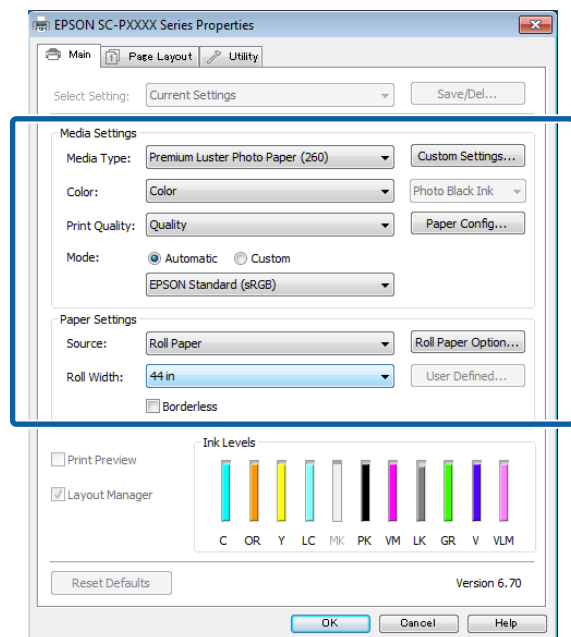 EPSON SC-PXXXX Series Properties
Main Page Layout Utility
Select Setting: Current Settings Save/Del...
Media Settings
Media Type: Premium Luster Photo Paper (260) Custom Settings...
Color: Color Photo Black Ink
Print Quality: Quality Paper Config...
Mode: Automatic Custom
EPSON Standard (sRGB)
Paper Settings
Source: Roll Paper Roll Paper Option...
Roll Width: 44 in User Defined...
Borderless
Ink Levels
Print Preview
Layout Manager
C OR Y LC MK PK VM LK GR V VLM
Reset Defaults Version 6.70
OK Cancel Help